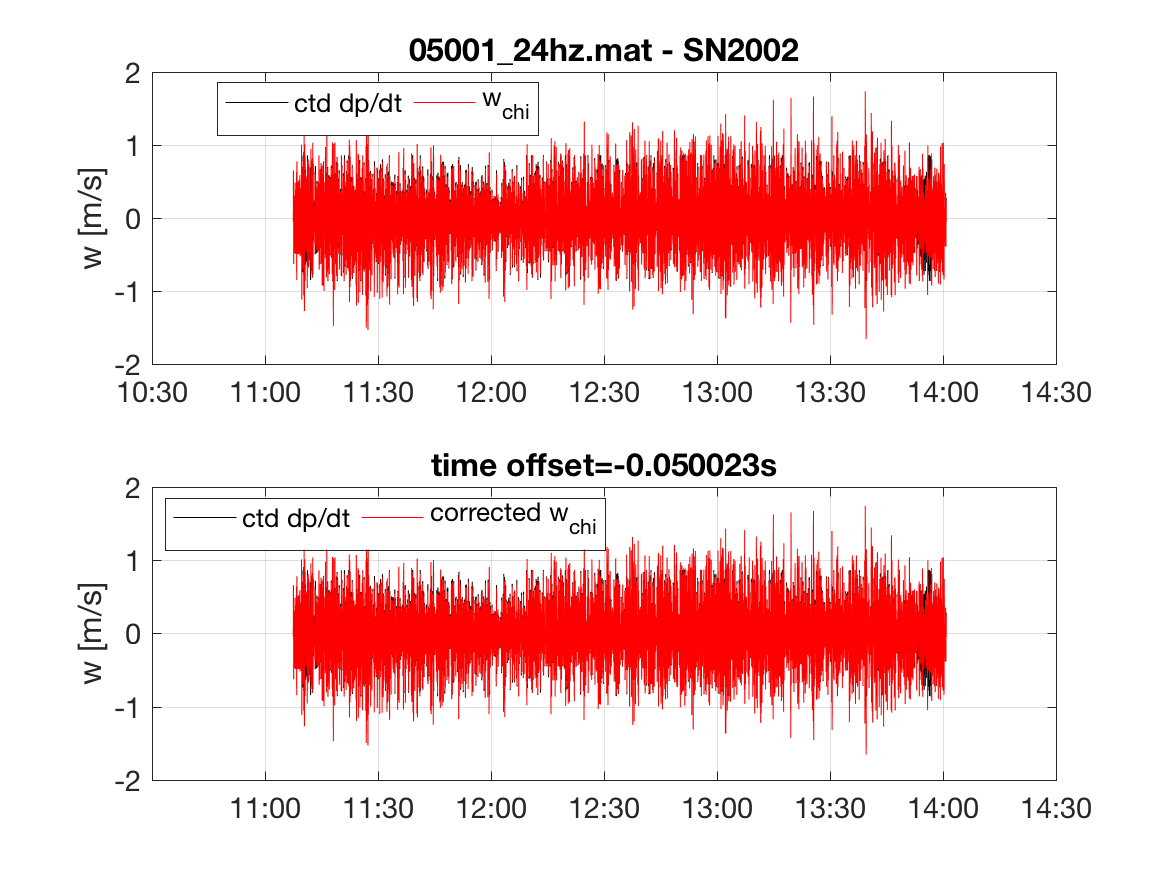 05001_24hz.mat - SN2002
ctd dp/dt w_chi
w [m/s]
2
1
0
-1
-2
10:30 11:00 11:30 12:00 12:30 13:00 13:30 14:00 14:30
time offset=-0.050023s
ctd dp/dt corrected w_chi
w [m/s]
2
1
0
-1
-2
11:00 11:30 12:00 12:30 13:00 13:30 14:00 14:30